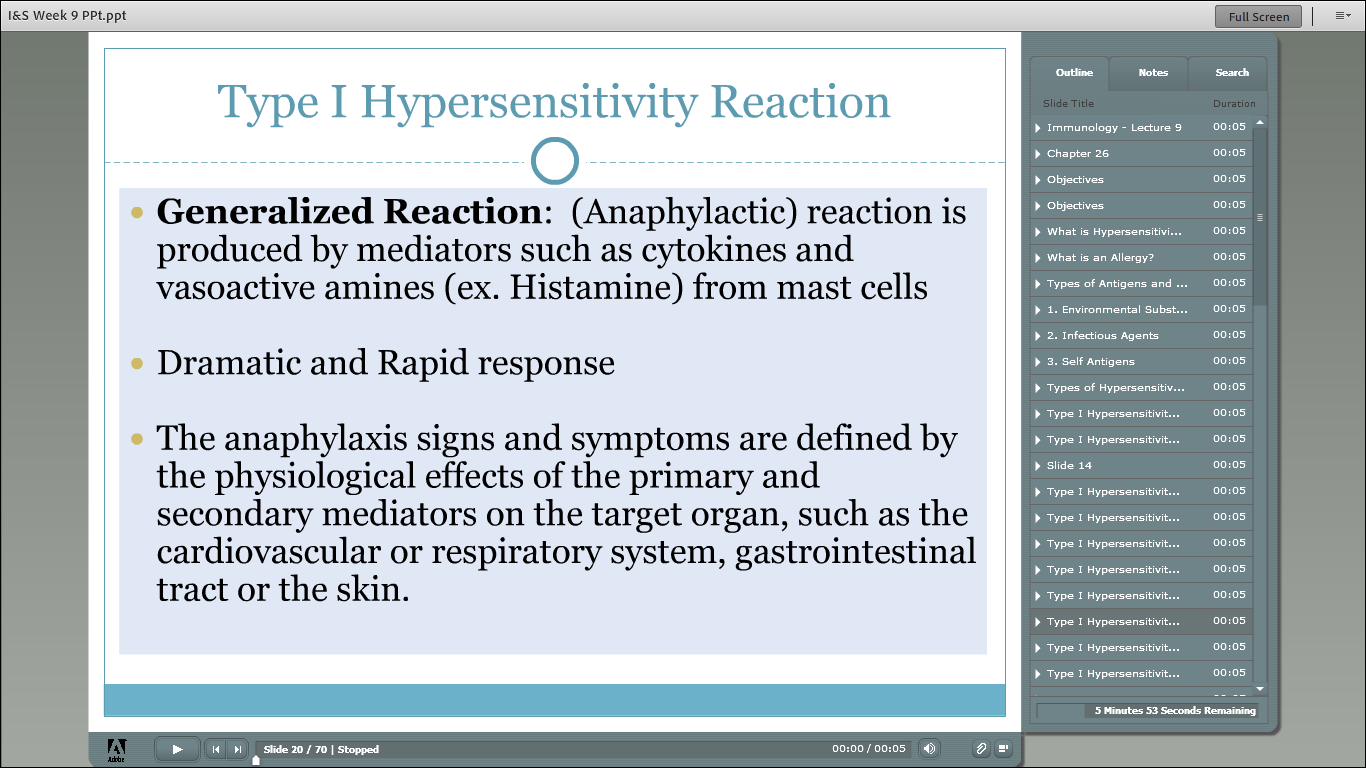 I&S Week 9 PPt.ppt
Full Screen
Type I Hypersensitivity Reaction
Generalized Reaction: (Anaphylactic) reaction is
produced by mediators such as cytokines and
vasoactive amines (ex. Histamine) from mast cells
Dramatic and Rapid response
The anaphylaxis signs and symptoms are defined by
the physiological effects of the primary and
secondary mediators on the target organ, such as the
cardiovascular or respiratory system, gastrointestinal
tract or the skin.
Outline Notes Search
Slide Title Duration
Immunology - Lecture 9 00:05
Chapter 26 00:05
Objectives 00:05
Objectives 00:05
What is Hypersensitivi... 00:05
What is an Allergy? 00:05
Types of Antigens and ... 00:05
1. Environmental Subst... 00:05
2. Infectious Agents 00:05
3. Self Antigens 00:05
Types of Hypersensitiv... 00:05
Type I Hypersensitivit... 00:05
Type I Hypersensitivit... 00:05
Slide 14 00:05
Type I Hypersensitivit... 00:05
Type I Hypersensitivit... 00:05
Type I Hypersensitivit... 00:05
Type I Hypersensitivit... 00:05
Type I Hypersensitivit... 00:05
Type I Hypersensitivit... 00:05
Type I Hypersensitivit... 00:05
Type I Hypersensitivit... 00:05
5 Minutes 53 Seconds Remaining
Adobe
Slide 20 / 70 | Stopped 00:00 / 00:05